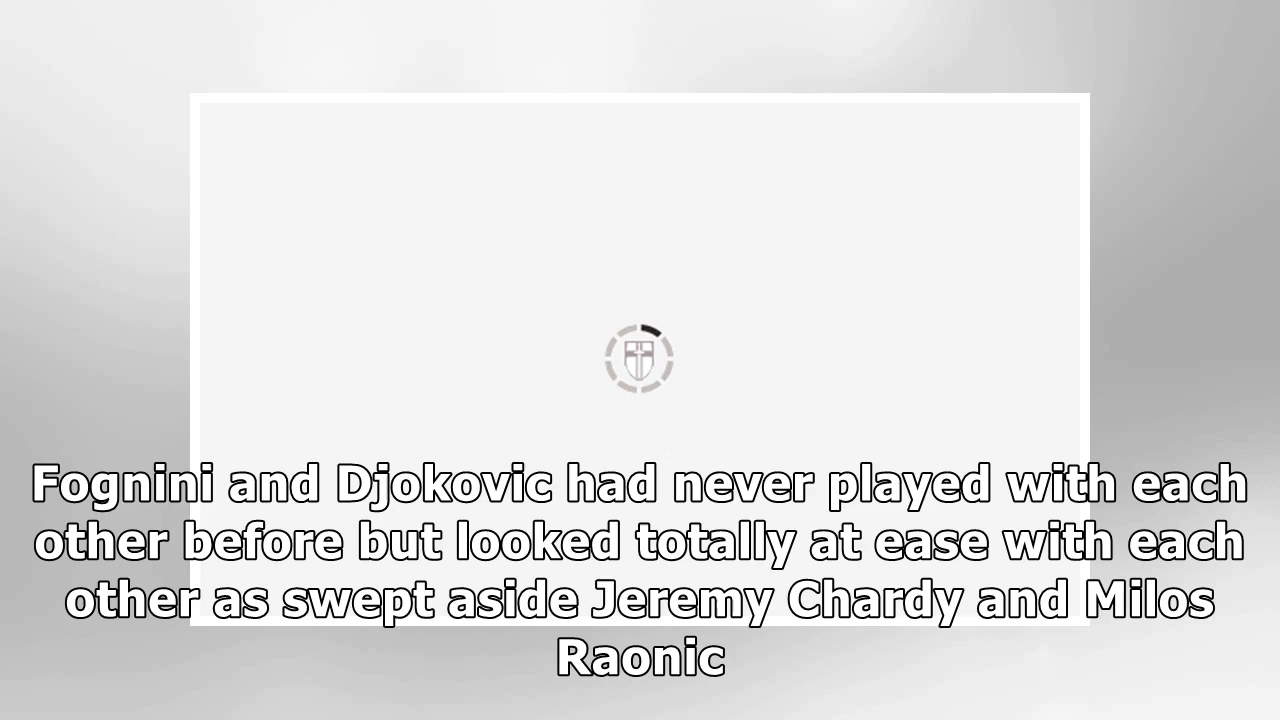 Fognini and Djokovic had never played with each
other before but looked totally at ease with each
other as swept aside Jeremy Chardy and Milos
Raonic